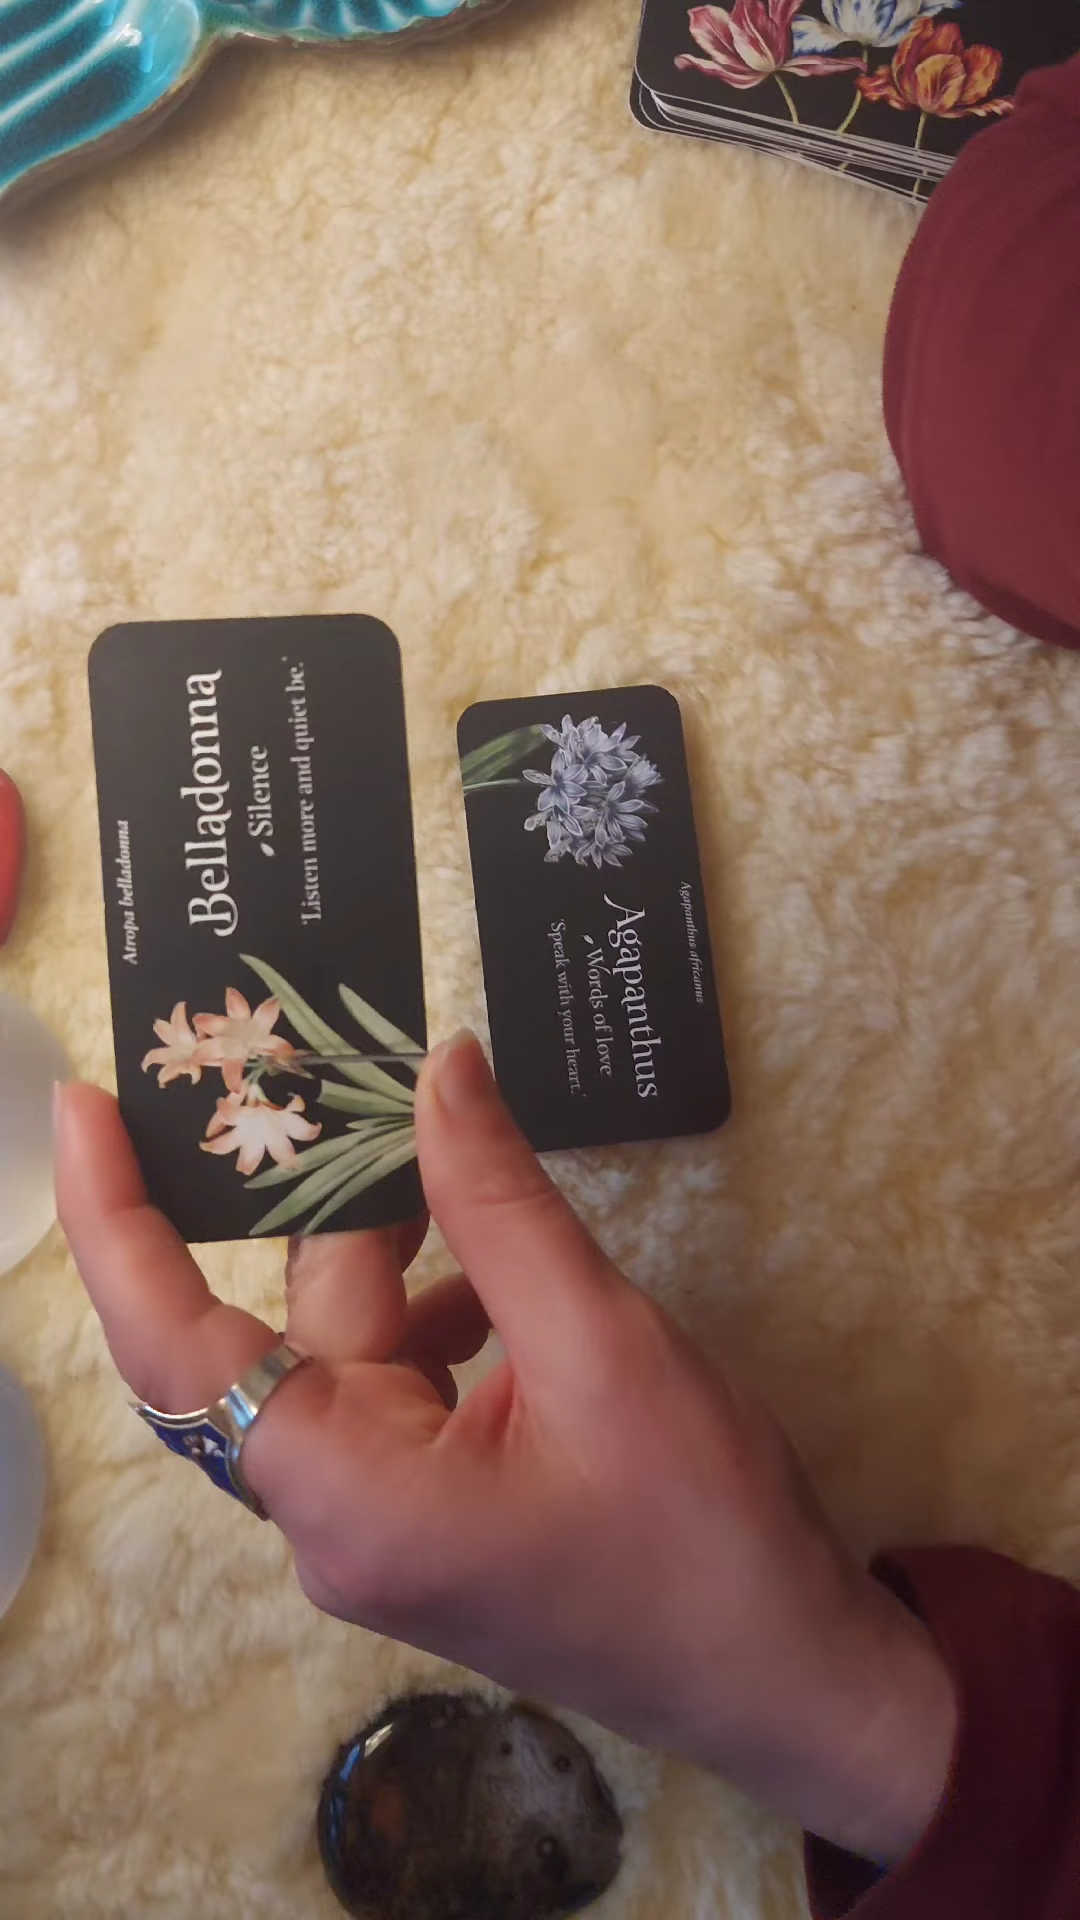 Atropa belladonna
Belladonna
Silence
'Listen more and quiet be.'
Agapanthus africanus
Agapanthus
Words of love
'Speak with your heart.'